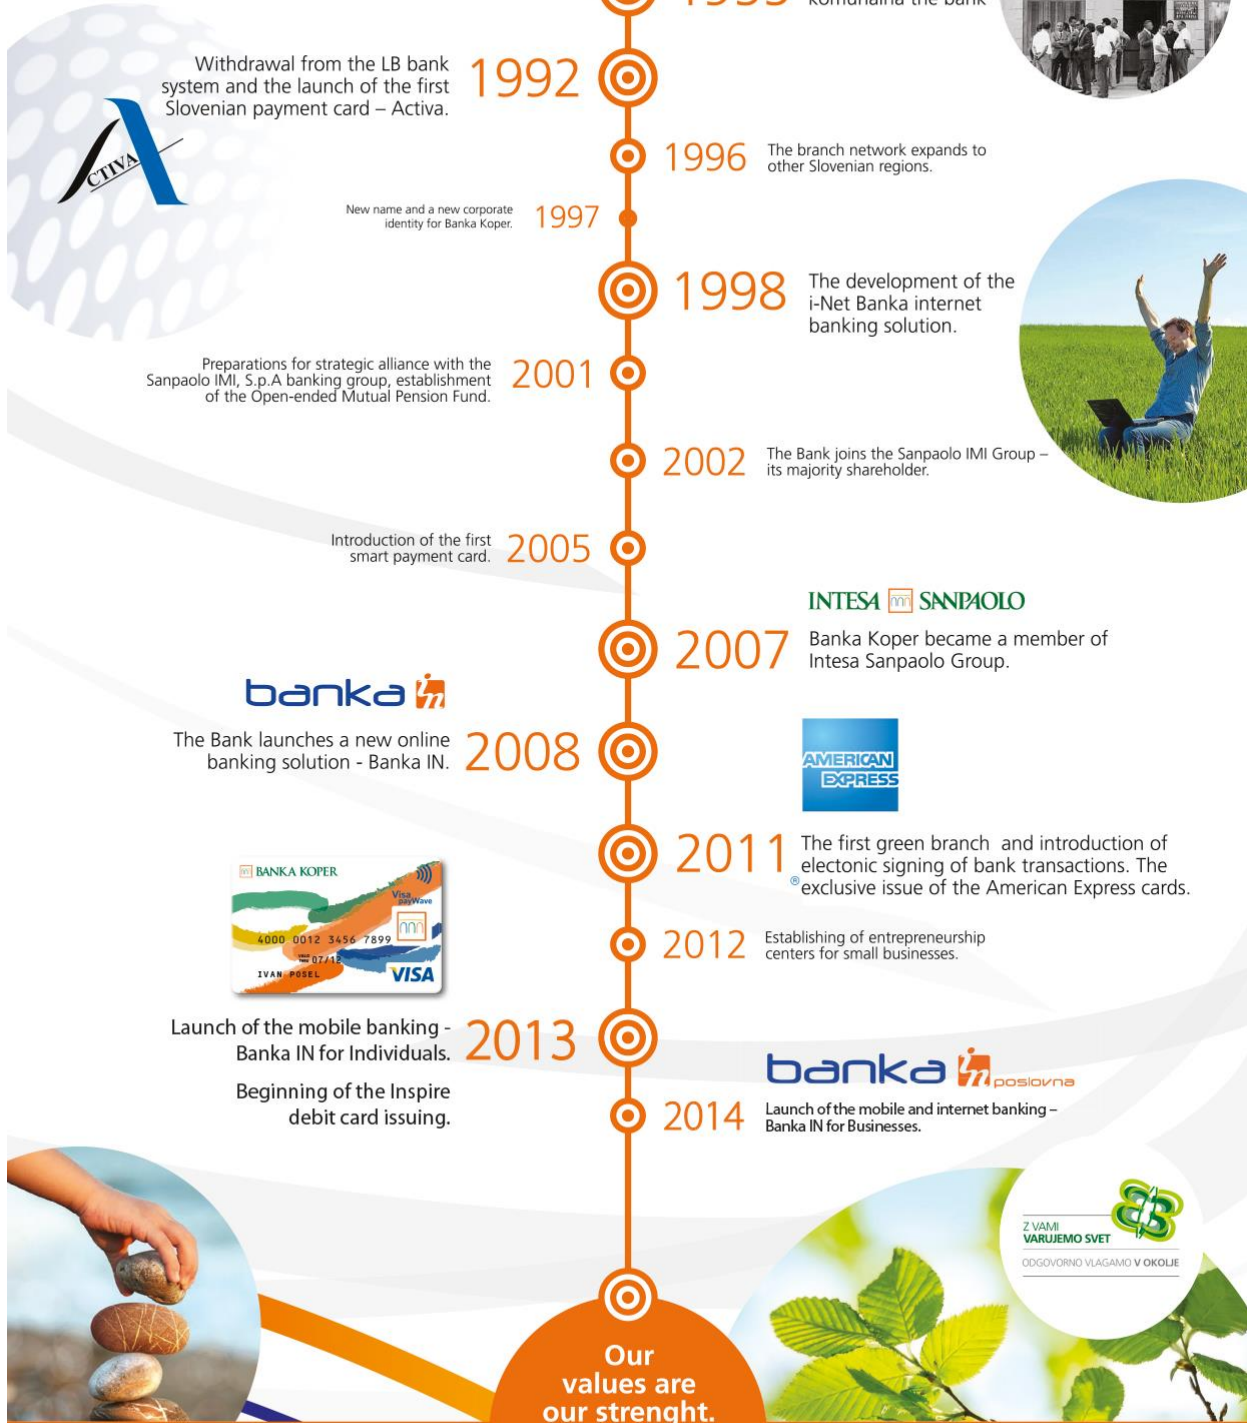 komunalna the bank
Withdrawal from the LB bank
system and the launch of the first
Slovenian payment card – Activa.
1992
ACTIVA
1996
The branch network expands to
other Slovenian regions.
New name and a new corporate
identity for Banka Koper.
1997
1998
The development of the
i-Net Banka internet
banking solution.
Preparations for strategic alliance with the
Sanpaolo IMI, S.p.A banking group, establishment
of the Open-ended Mutual Pension Fund.
2001
2002
The Bank joins the Sanpaolo IMI Group –
its majority shareholder.
Introduction of the first
smart payment card.
2005
INTESA SANPAOLO
2007
Banka Koper became a member of
Intesa Sanpaolo Group.
banka in
The Bank launches a new online
banking solution - Banka IN.
2008
AMERICAN
EXPRESS
2011
The first green branch and introduction of
electonic signing of bank transactions. The
®exclusive issue of the American Express cards.
BANKA KOPER
Visa
payWave
4000 0012 3456 7899
07/12
IVAN POSEL
VISA
2012
Establishing of entrepreneurship
centers for small businesses.
Launch of the mobile banking -
Banka IN for Individuals.
2013
Beginning of the Inspire
debit card issuing.
banka in poslovna
2014
Launch of the mobile and internet banking –
Banka IN for Businesses.
Z VAMI
VARUJEMO SVET
ODGOVORNO VLAGAMO V OKOLJE
Our
values are
our strenght.